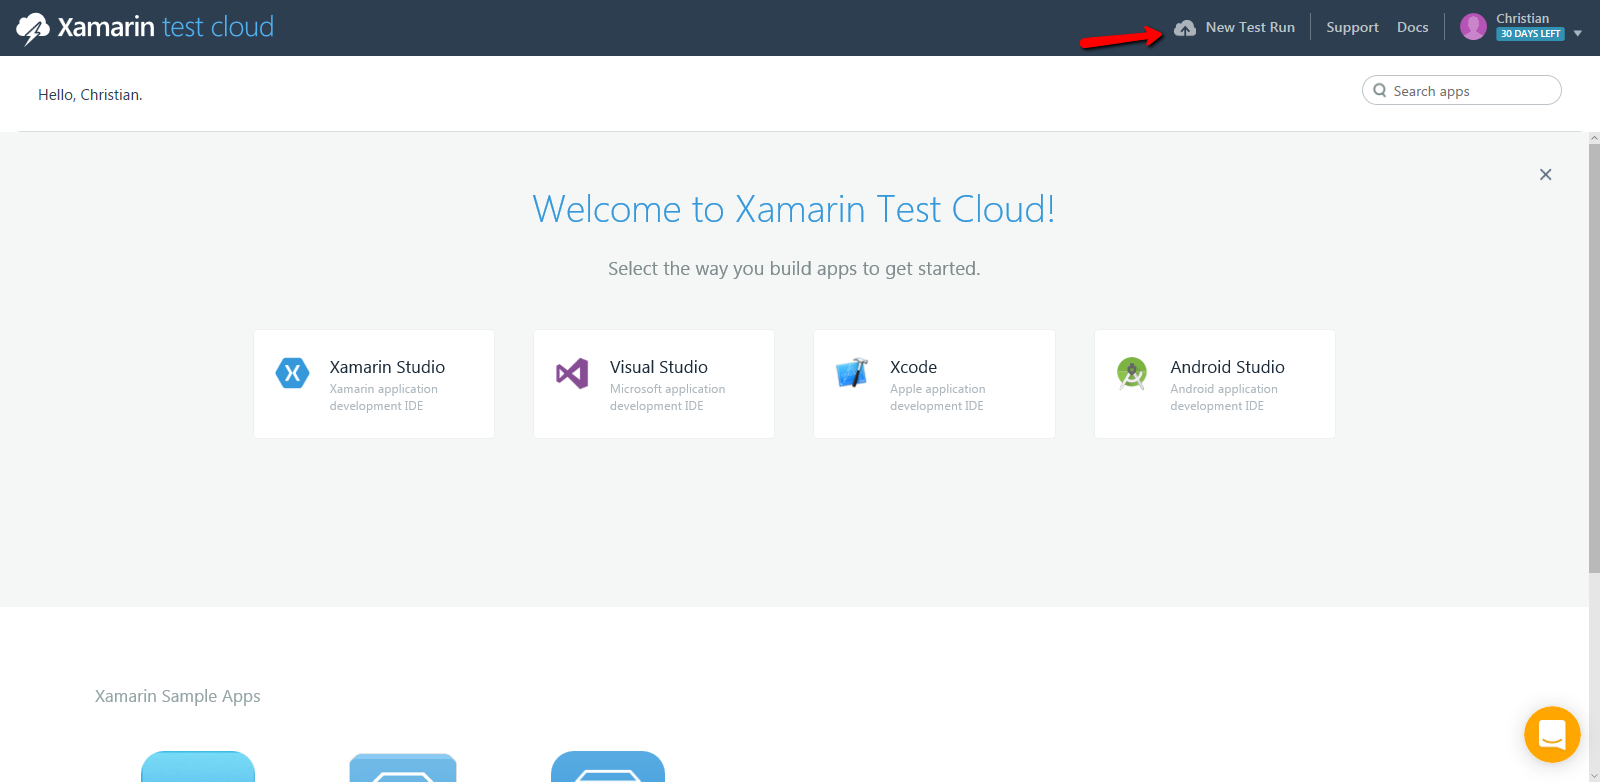 Xamarin test cloud
New Test Run
Support
Docs
Christian
30 DAYS LEFT
Hello, Christian.
Search apps
Welcome to Xamarin Test Cloud!
Select the way you build apps to get started.
Xamarin Studio
Xamarin application
development IDE
Visual Studio
Microsoft application
development IDE
Xcode
Apple application
development IDE
Android Studio
Android application
development IDE
Xamarin Sample Apps